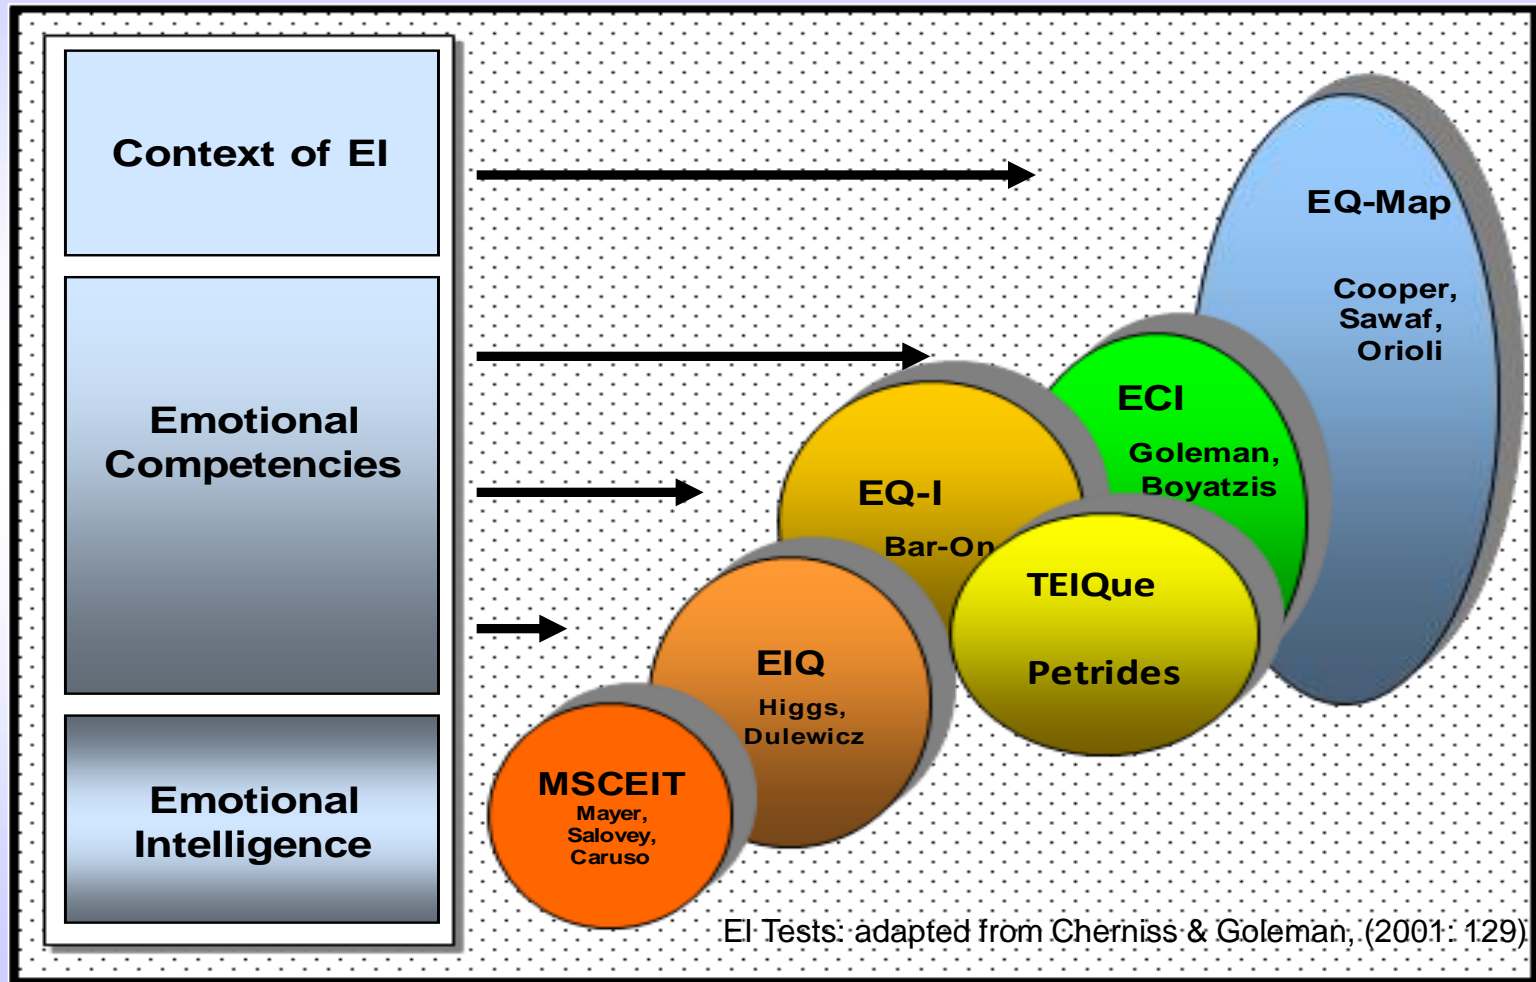 Context of EI
Emotional
Competencies
Emotional
Intelligence
EQ-Map
Cooper,
Sawaf,
Orioli
ECI
Goleman,
Boyatzis
EQ-I
Bar-On
TEIQue
Petrides
EIQ
Higgs,
Dulewicz
MSCEIT
Mayer,
Salovey,
Caruso
EI Tests: adapted from Cherniss & Goleman, (2001: 129)